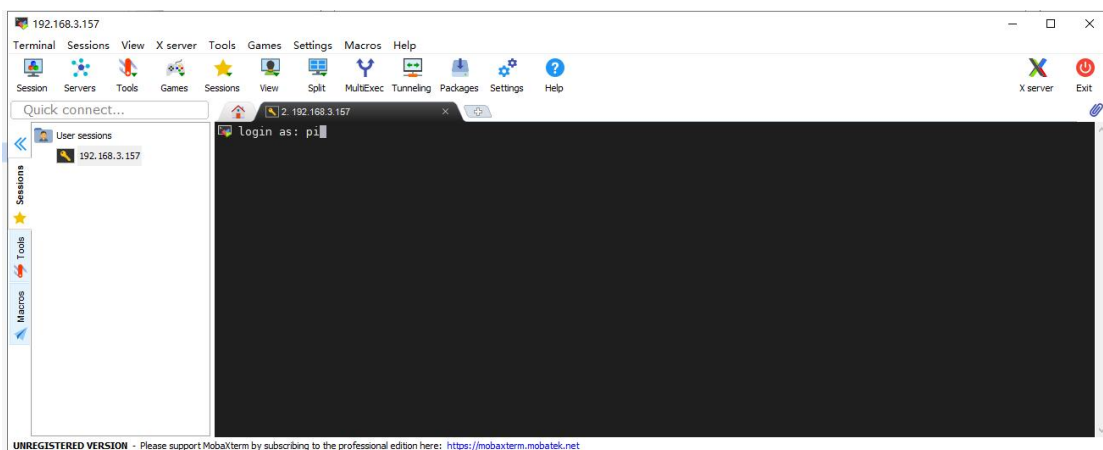 192.168.3.157
Terminal Sessions View X server Tools Games Settings Macros Help
Session Servers Tools Games Sessions View Split MultiExec Tunneling Packages Settings Help X server Exit
Quick connect...
2. 192.168.3.157
User sessions
192.168.3.157
login as: pi
Sessions
Tools
Macros
UNREGISTERED VERSION - Please support MobaXterm by subscribing to the professional edition here: https://mobaxterm.mobatek.net